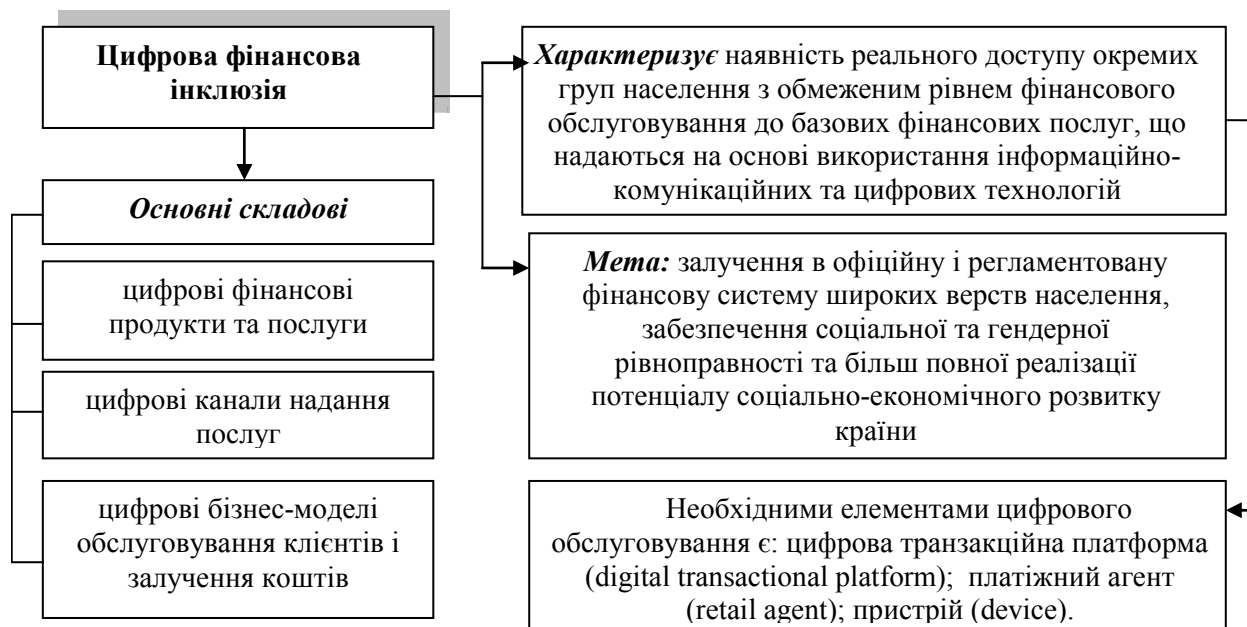 Цифрова фінансова
інклюзія
Основні складові
цифрові фінансові
продукти та послуги
цифрові канали надання
послуг
цифрові бізнес-моделі
обслуговування клієнтів і
залучення коштів
Характеризує наявність реального доступу окремих
груп населення з обмеженим рівнем фінансового
обслуговування до базових фінансових послуг, що
надаються на основі використання інформаційно-
комунікаційних та цифрових технологій
Мета: залучення в офіційну і регламентовану
фінансову систему широких верств населення,
забезпечення соціальної та гендерної
рівноправності та більш повної реалізації
потенціалу соціально-економічного розвитку
країни
Необхідними елементами цифрового
обслуговування є: цифрова транзакційна платформа
(digital transactional platform); платіжний агент
(retail agent); пристрій (device).